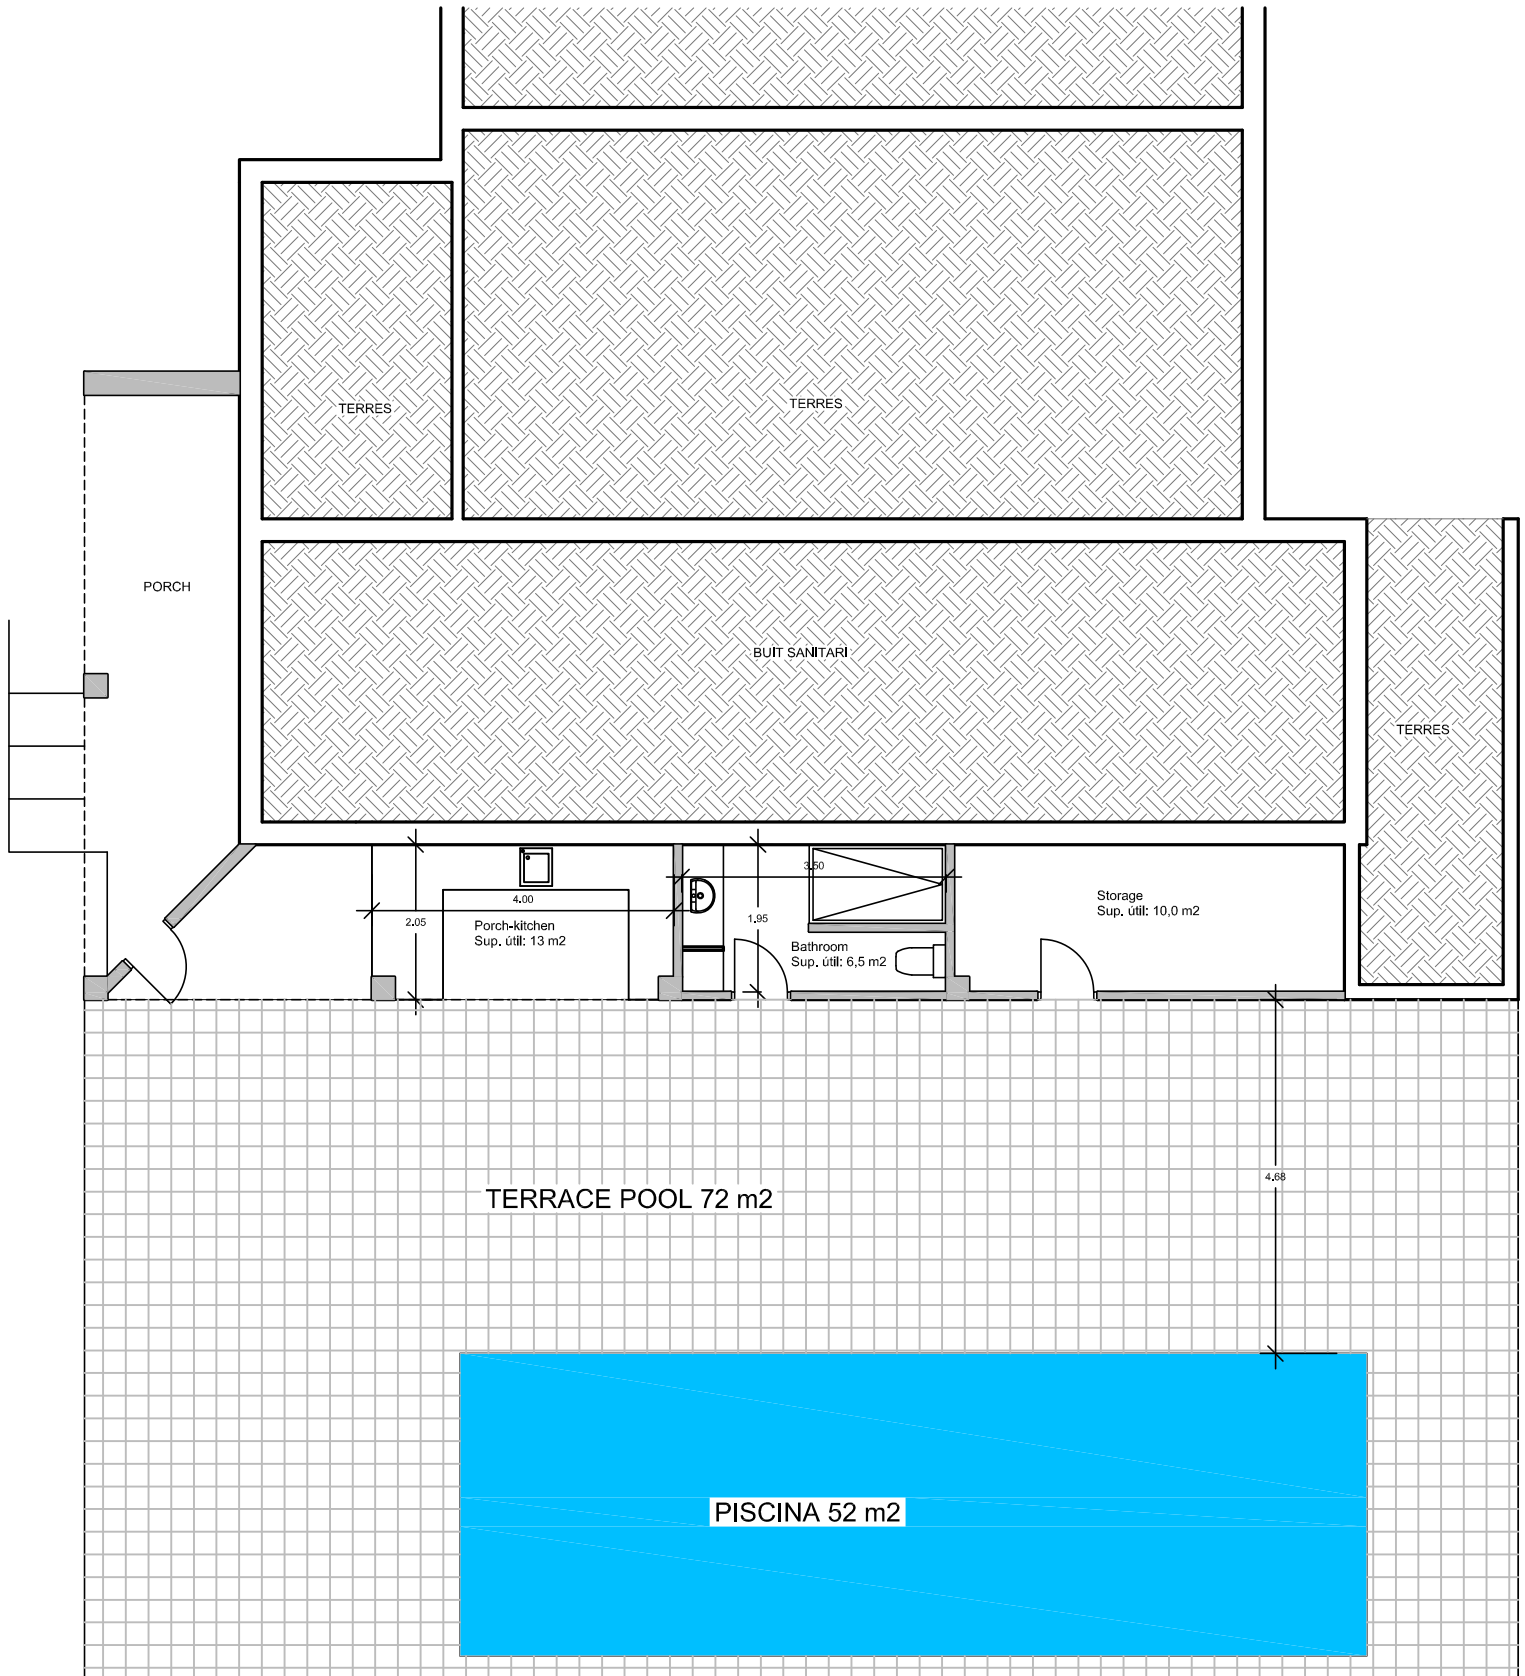 TERRES
TERRES
PORCH
BUIT SANITARI
TERRES
3.50
4.00
2.05
1.95
Porch-kitchen
Sup. útil: 13 m2
Bathroom
Sup. útil: 6,5 m2
Storage
Sup. útil: 10,0 m2
4.68
TERRACE POOL 72 m2
PISCINA 52 m2